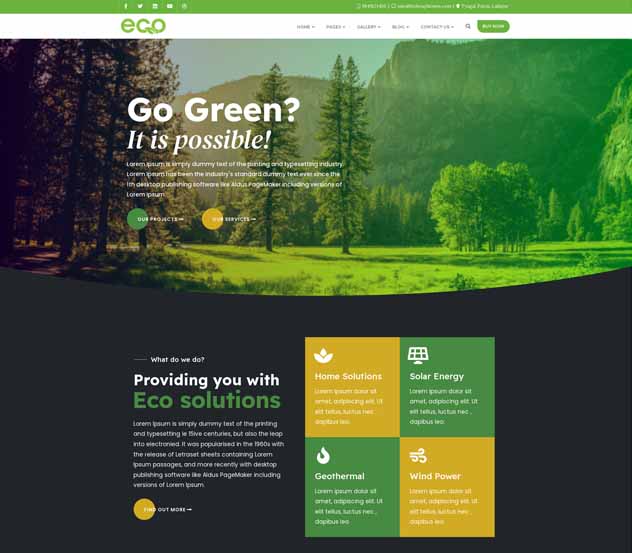 eco
HOME
PAGES
GALLERY
BLOG
CONTACT US
BUY NOW
Go Green?
It is possible!
Lorem Ipsum is simply dummy text of the printing and typesetting industry.
Lorem Ipsum has been the industry's standard dummy text ever since the
1th desktop publishing software like Aldus PageMaker including versions of
Lorem Ipsum.
OUR PROJECTS
OUR SERVICES
What do we do?
Providing you with
Eco solutions
Lorem Ipsum is simply dummy text of the printing
and typesetting ie 15ive centuries, but also the leap
into electronied. It was popularised in the 1960s with
the release of Letraset sheets containing Lorem
Ipsum passages, and more recently with desktop
publishing software like Aldus PageMaker including
versions of Lorem Ipsum.
FIND OUT MORE
Home Solutions
Lorem ipsum dolor sit
amet, adipiscing elit. Ut
elit tellus, luctus nec ,
dapibus leo.
Solar Energy
Lorem ipsum dolor sit
amet, adipiscing elit. Ut
elit tellus, luctus nec ,
dapibus leo.
Geothermal
Lorem ipsum dolor sit
amet, adipiscing elit. Ut
elit tellus, luctus nec ,
dapibus leo.
Wind Power
Lorem ipsum dolor sit
amet, adipiscing elit. Ut
elit tellus, luctus nec ,
dapibus leo.